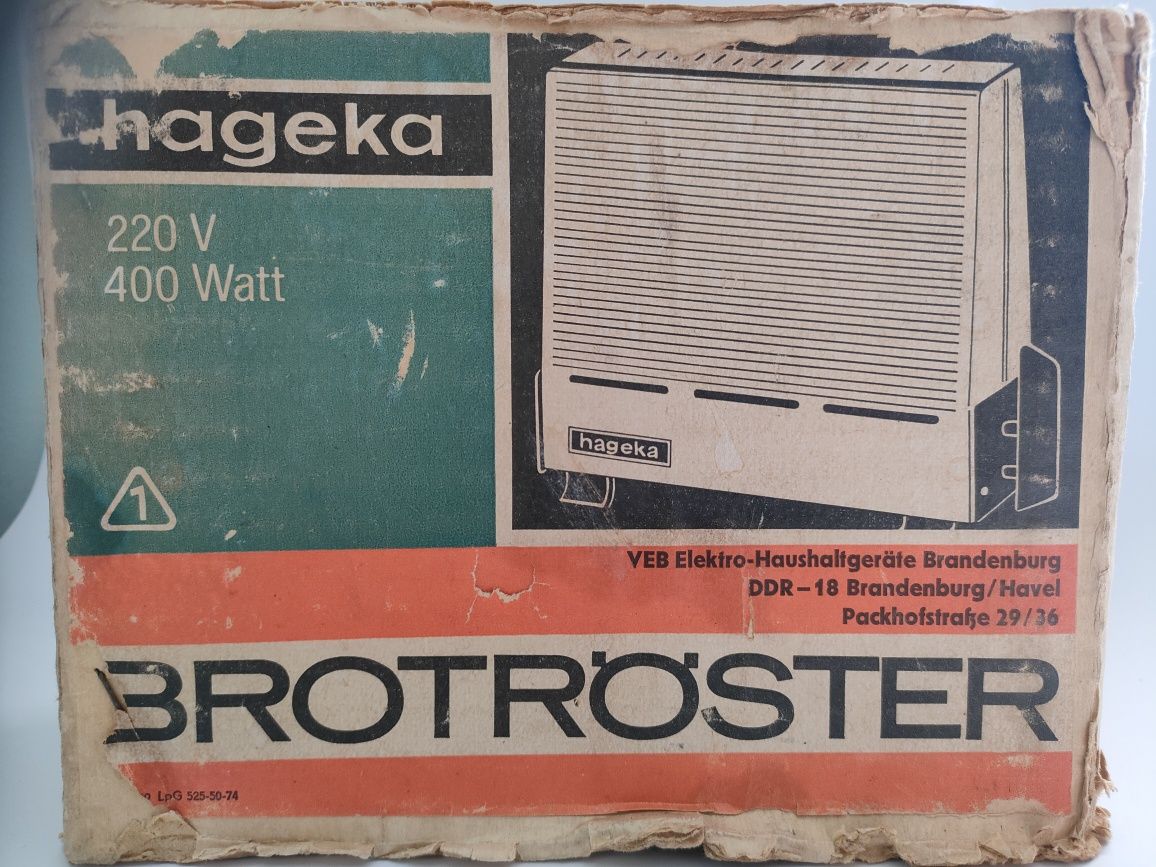 hageka
220 V
400 Watt
1
hageka
VEB Elektro-Haushaltgeräte Brandenburg
DDR – 18 Brandenburg/Havel
Packhofstraße 29/36
BROTRÖSTER
LpG 525-50-74